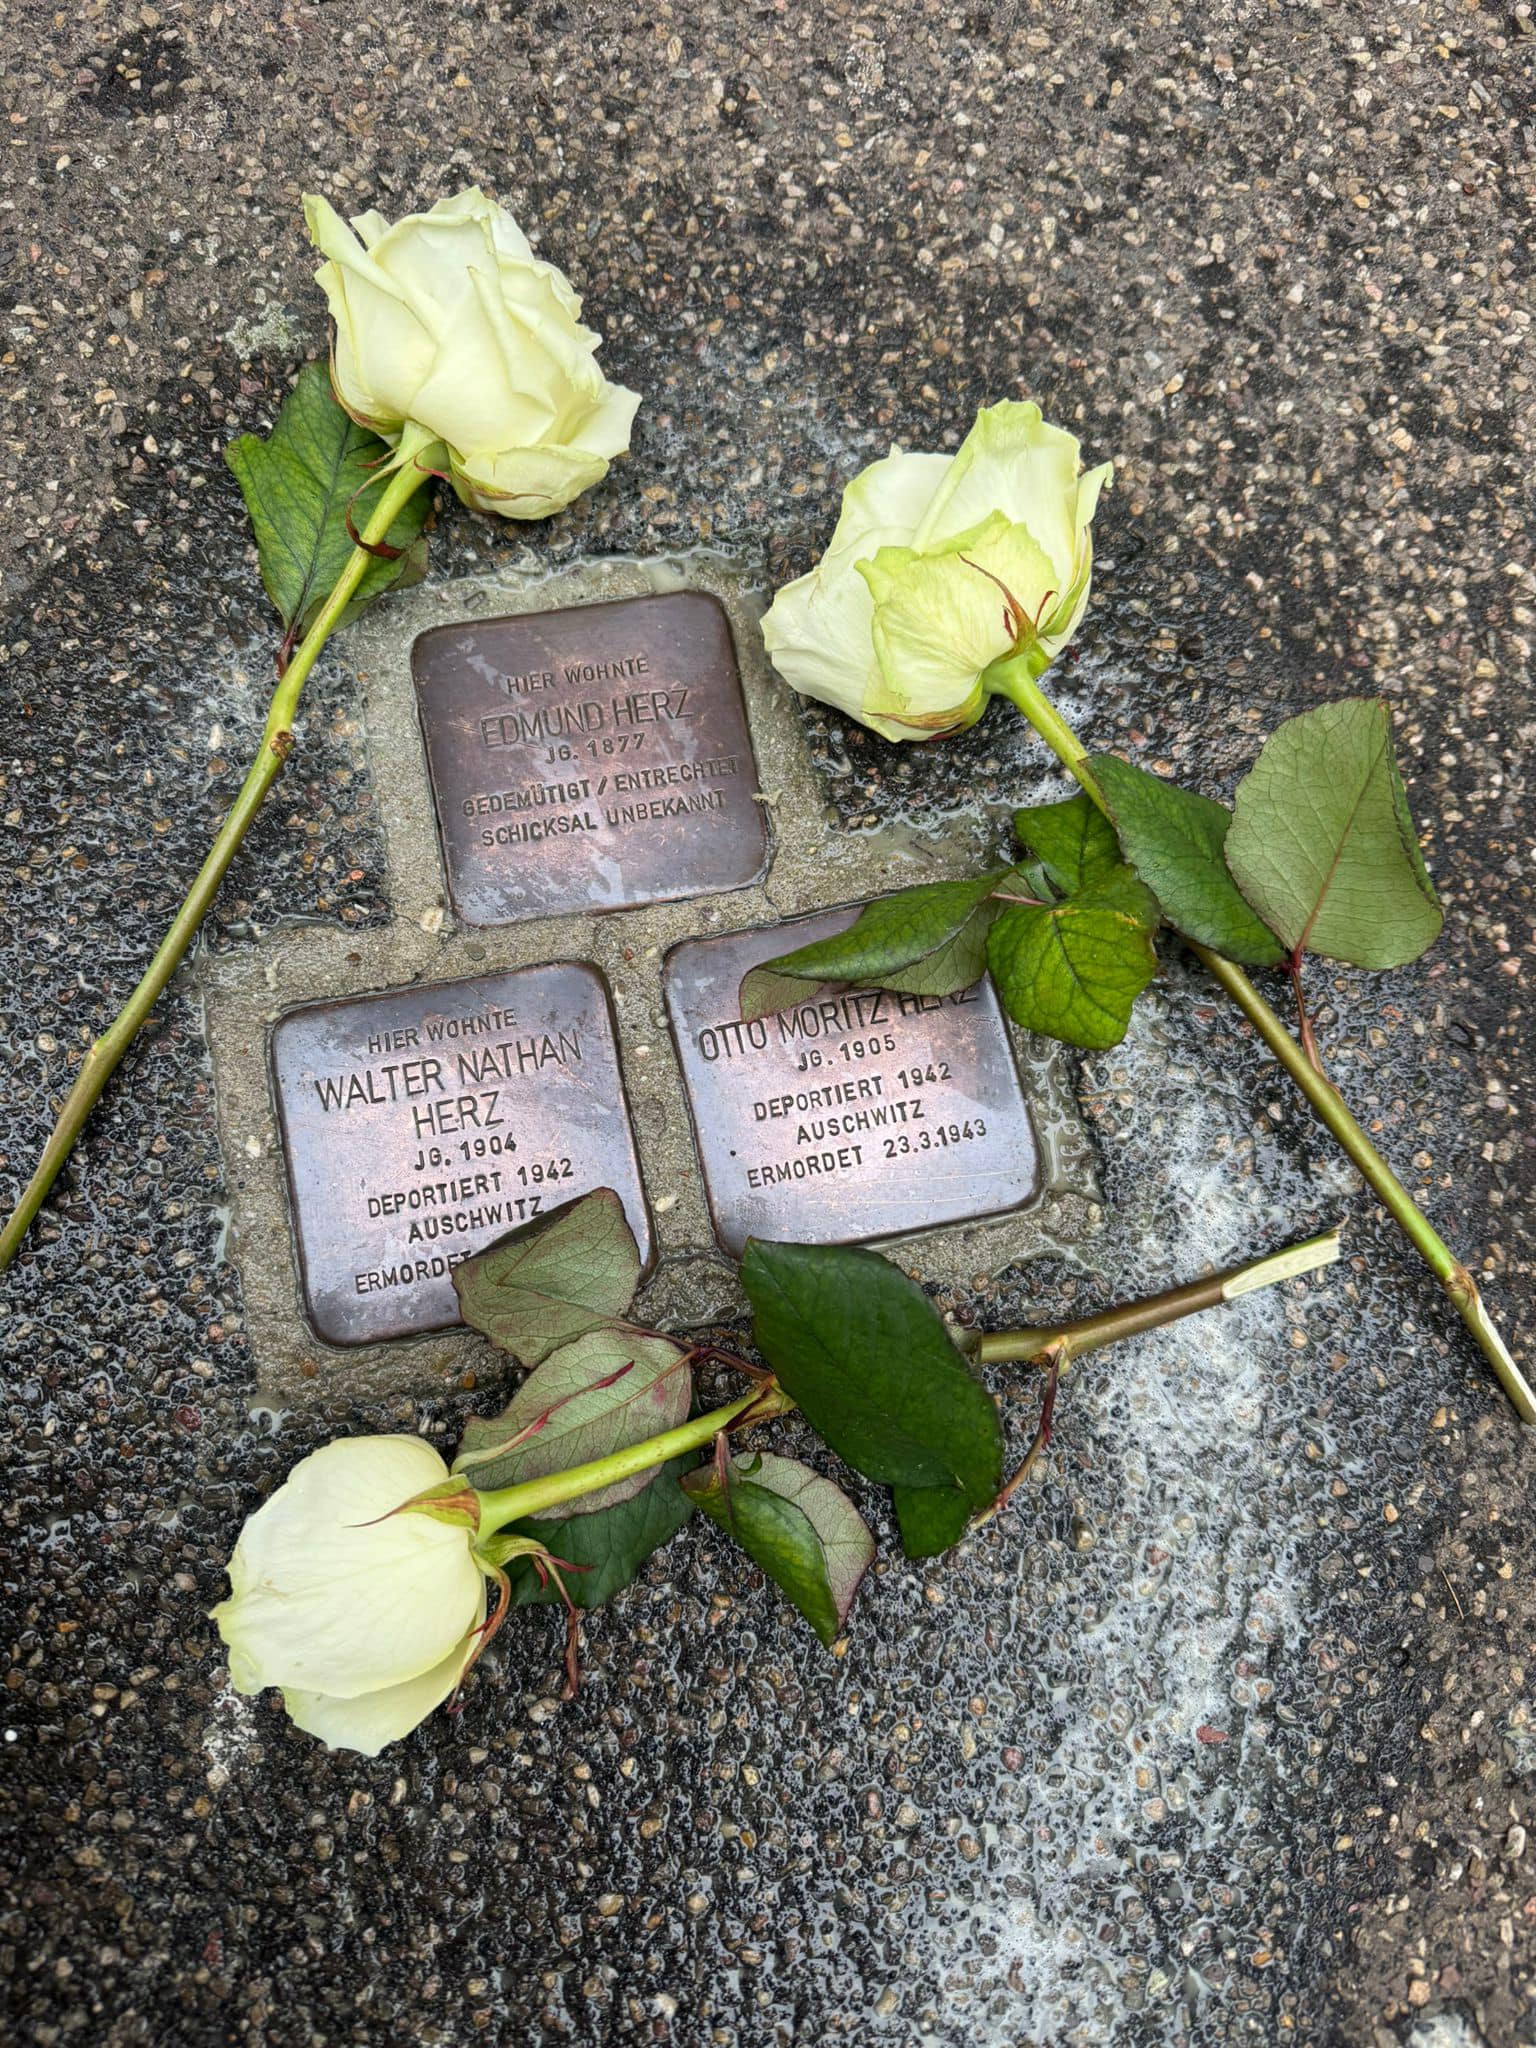 HIER WOHNTE
EDMUND HERZ
JG. 1877
GEDEMÜTIGT / ENTRECHTET
SCHICKSAL UNBEKANNT
HIER WOHNTE
WALTER NATHAN
HERZ
JG. 1904
DEPORTIERT 1942
AUSCHWITZ
ERMORDET
OTTO MORITZ HERZ
JG. 1905
DEPORTIERT 1942
AUSCHWITZ
ERMORDET 23.3.1943